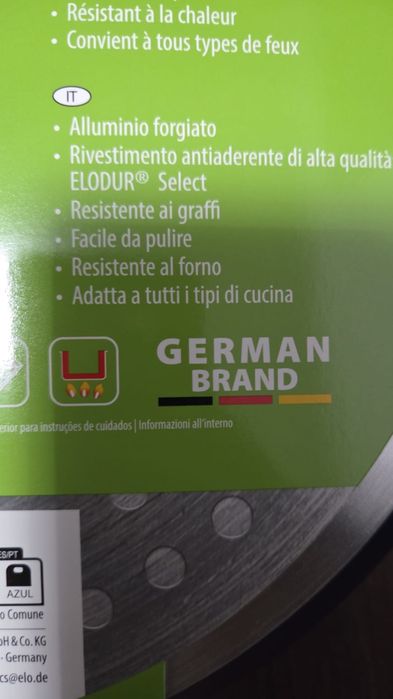 • Résistant à la chaleur
• Convient à tous types de feux
IT
• Alluminio forgiato
• Rivestimento antiaderente di alta qualità
ELODUR® Select
• Resistente ai graffi
• Facile da pulire
• Resistente al forno
• Adatta a tutti i tipi di cucina
GERMAN
BRAND
para instruções de cuidados | Informazioni all'interno
ES/PT
AZUL
Comune
& Co. KG
- Germany
cs@elo.de